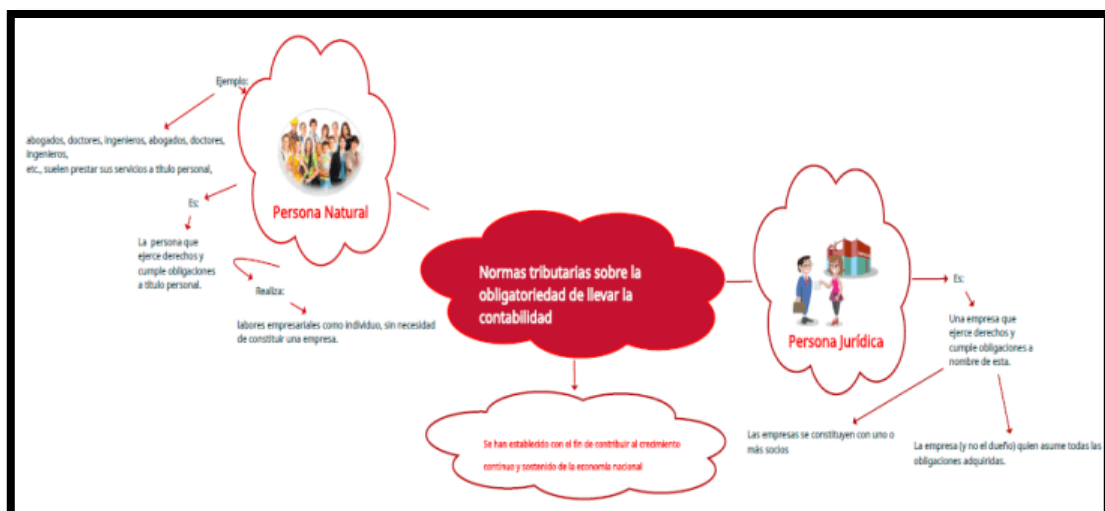 Ejemplo:
abogados, doctores, ingenieros, abogados, doctores,
ingenieros,
etc., suelen prestar sus servicios a título personal,
Persona Natural
Es:
La persona que
ejerce derechos y
cumple obligaciones
a título personal.
Realiza:
labores empresariales como individuo, sin necesidad
de constituir una empresa.
Normas tributarias sobre la
obligatoriedad de llevar la
contabilidad
Se han establecido con el fin de contribuir al crecimiento
continuo y sostenido de la economía nacional
Persona Jurídica
Es:
Una empresa que
ejerce derechos y
cumple obligaciones a
nombre de esta.
Las empresas se constituyen con uno o
más socios
La empresa (y no el dueño) quien asume todas las
obligaciones adquiridas.